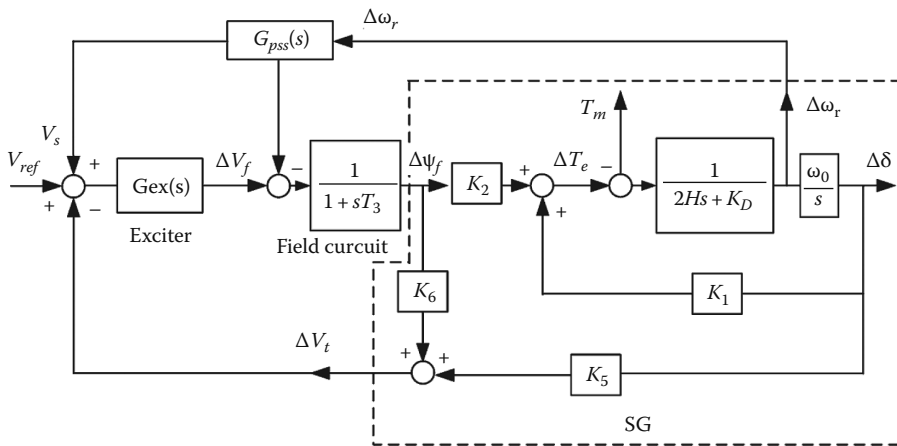 Δω_r
G_pss(s)
V_s
V_ref
+
+
−
Gex(s)
Exciter
ΔV_f
−
1
1 + sT_3
Field curcuit
Δψ_f
K_2
+
+
ΔT_e
−
T_m
1
2Hs + K_D
Δω_r
ω_0
s
Δδ
K_6
K_1
ΔV_t
+
+
K_5
SG